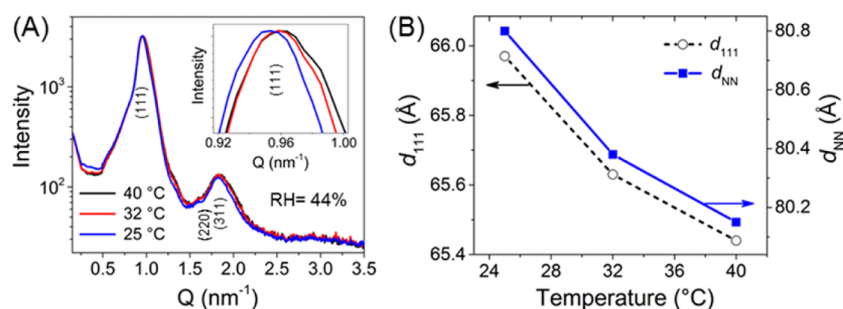 (A)
Intensity
10³
10²
(111)
(220)
(311)
40 °C
32 °C
25 °C
RH= 44%
0.5 1.0 1.5 2.0 2.5 3.0 3.5
Q (nm⁻¹)
Intensity
(111)
0.92 0.96 1.00
Q (nm⁻¹)
(B)
d₁₁₁ (Å)
66.0
65.8
65.6
65.4
d₁₁₁
dNN
80.8
80.6
80.4
80.2
dNN (Å)
24 28 32 36 40
Temperature (°C)